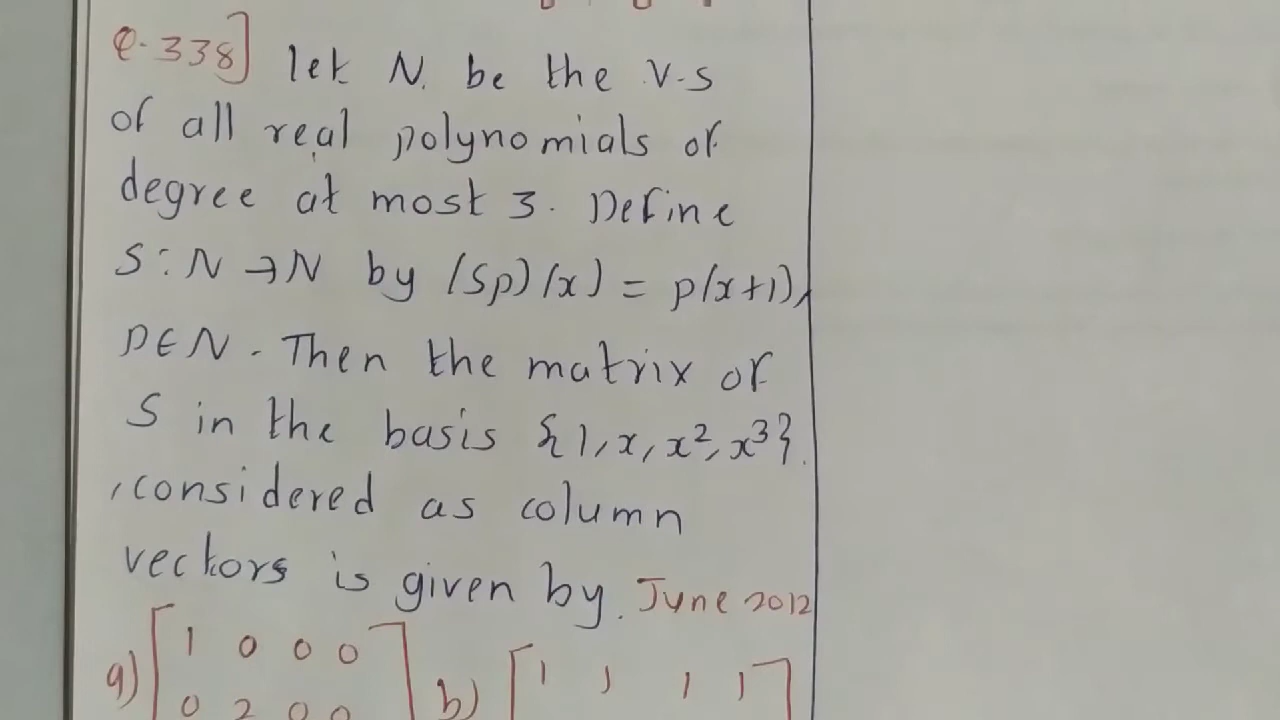 Q.338] let N. be the v.s
of all real polynomials of
degree at most 3. Define
S:N→N by (Sp)(x) = p(x+1),
p∈N. Then the matrix of
S in the basis {1,x,x²,x³}.
,considered as column
vectors is given by. June 2012
a) [1 0 0 0] b) [1 1 1 1]
0 2 0 0